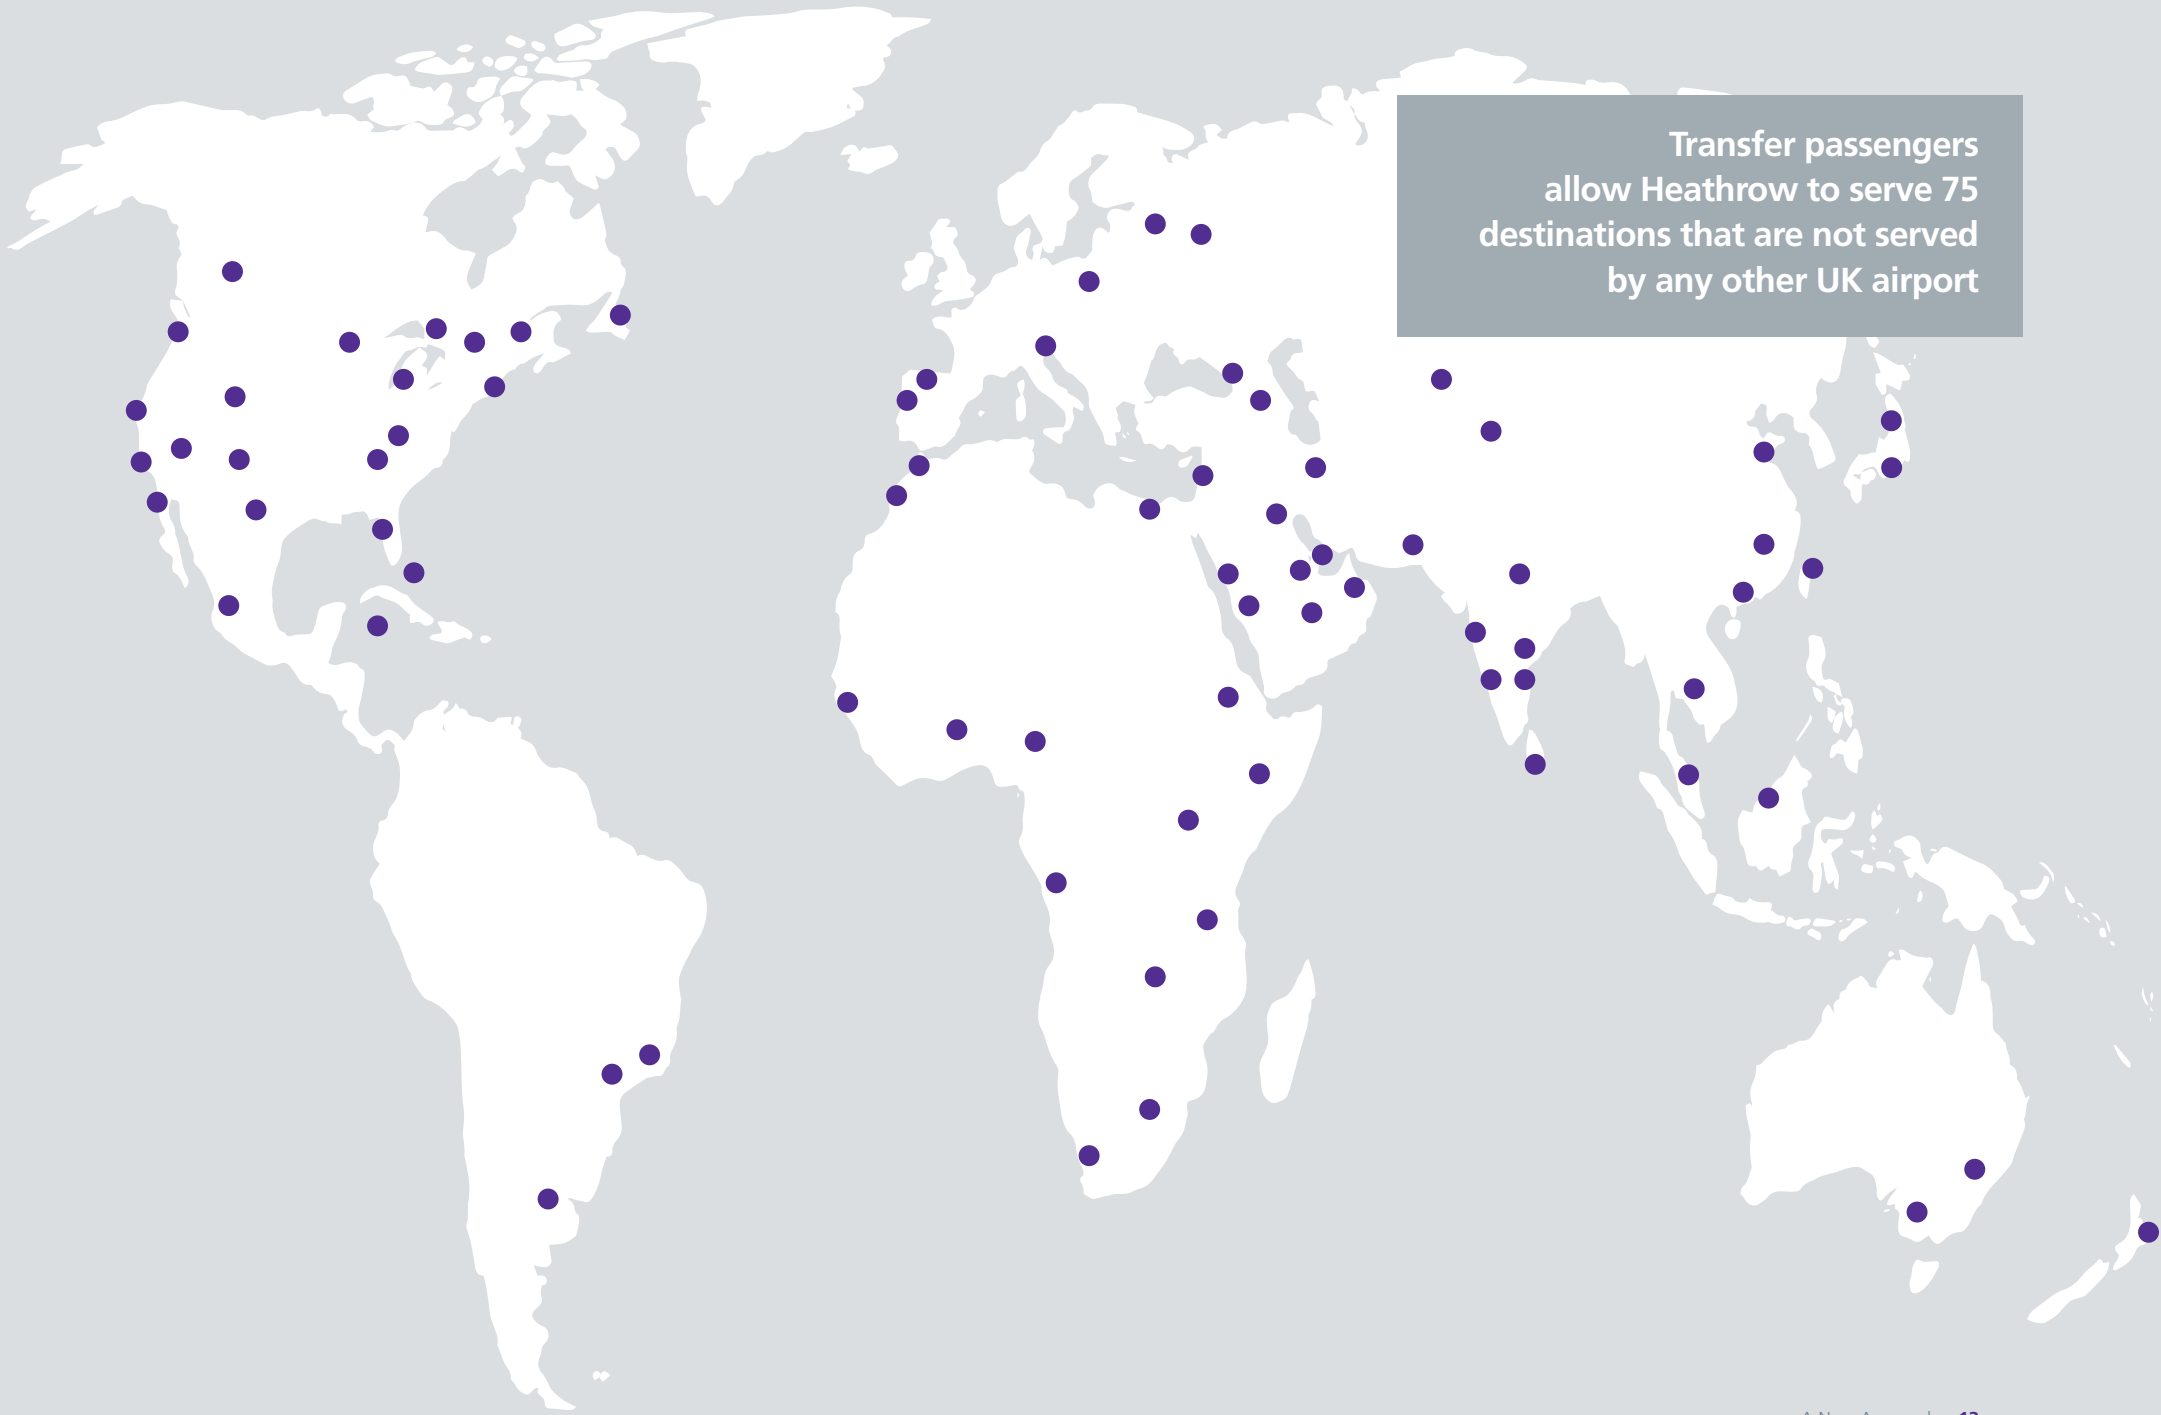 Transfer passengers
allow Heathrow to serve 75
destinations that are not served
by any other UK airport